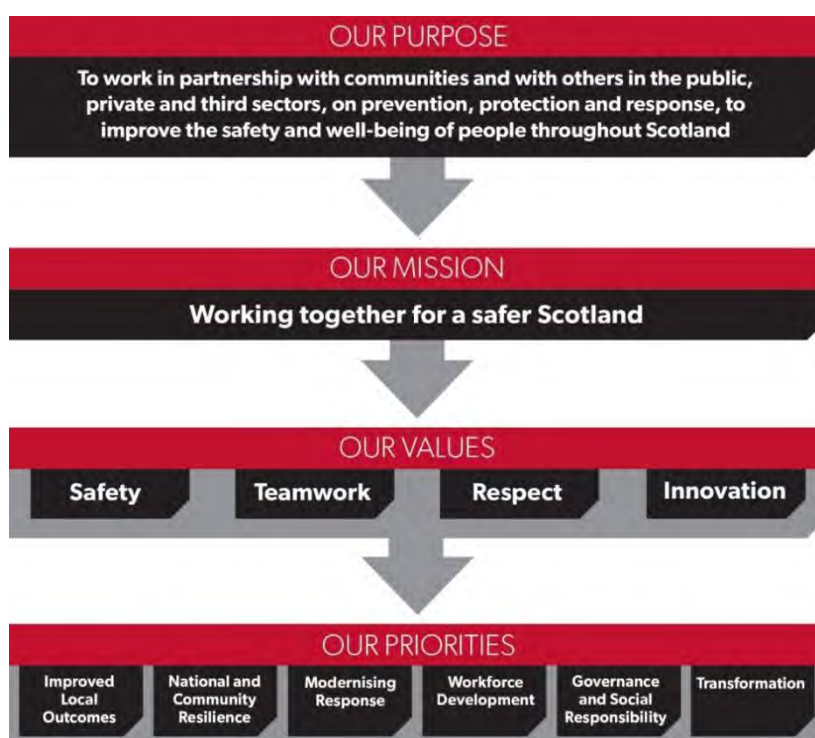 OUR PURPOSE
To work in partnership with communities and with others in the public,
private and third sectors, on prevention, protection and response, to
improve the safety and well-being of people throughout Scotland
OUR MISSION
Working together for a safer Scotland
OUR VALUES
Safety
Teamwork
Respect
Innovation
OUR PRIORITIES
Improved
Local
Outcomes
National and
Community
Resilience
Modernising
Response
Workforce
Development
Governance
and Social
Responsibility
Transformation